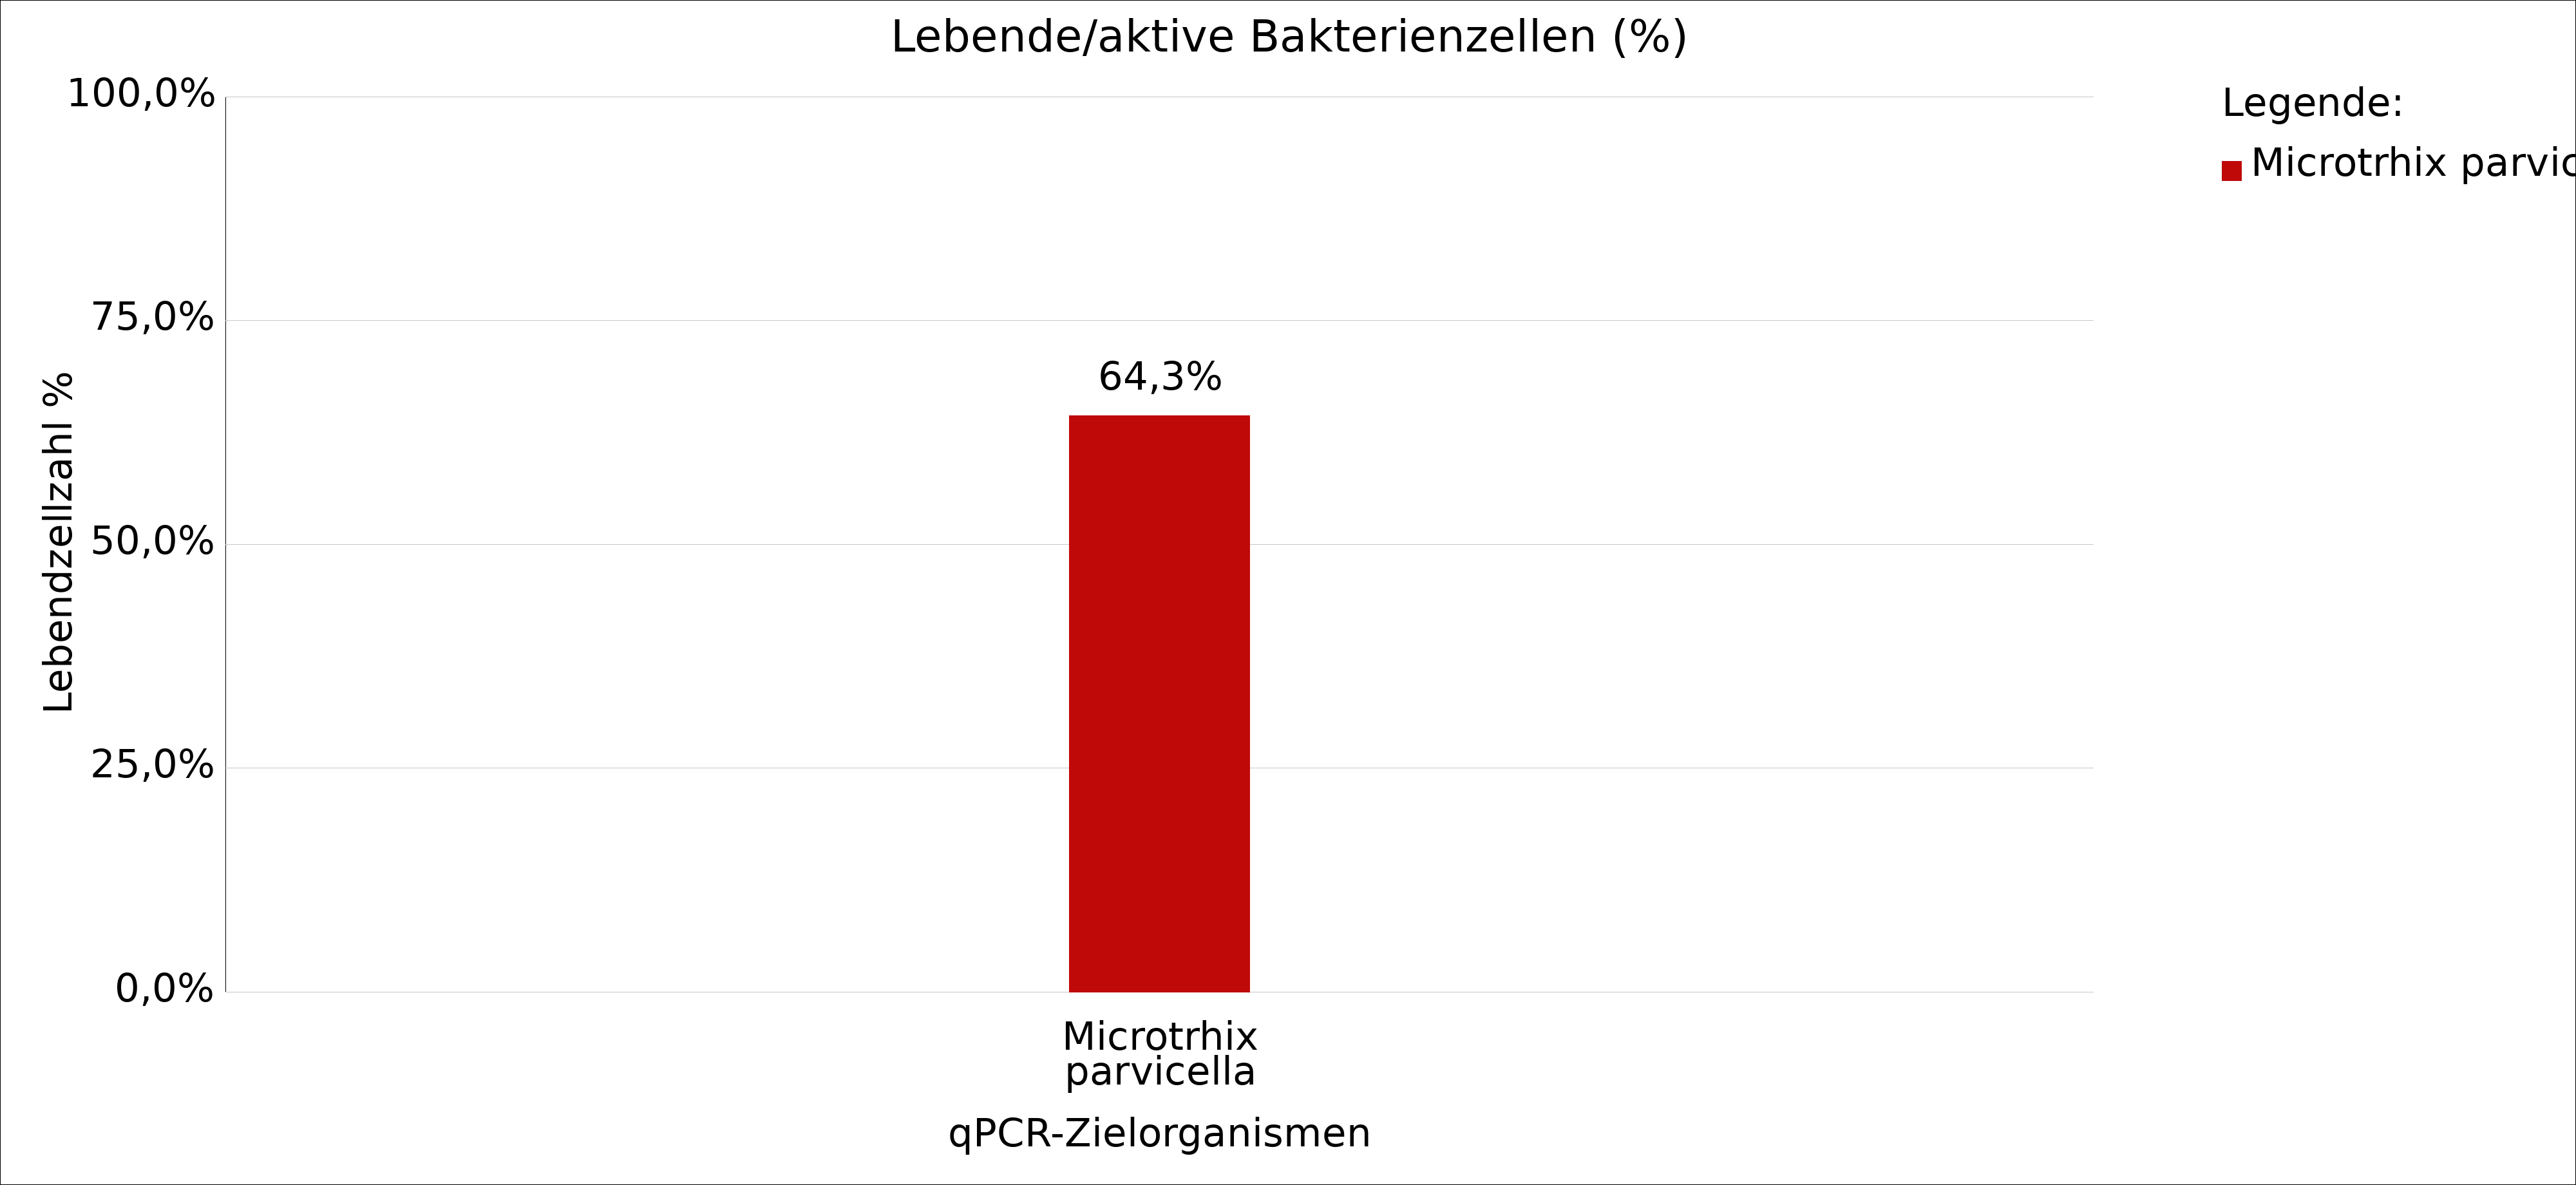 Lebende/aktive Bakterienzellen (%)
100,0%
75,0%
50,0%
25,0%
0,0%
Lebendzellzahl %
64,3%
Microtrhix
parvicella
qPCR-Zielorganismen
Legende:
Microtrhix parvic